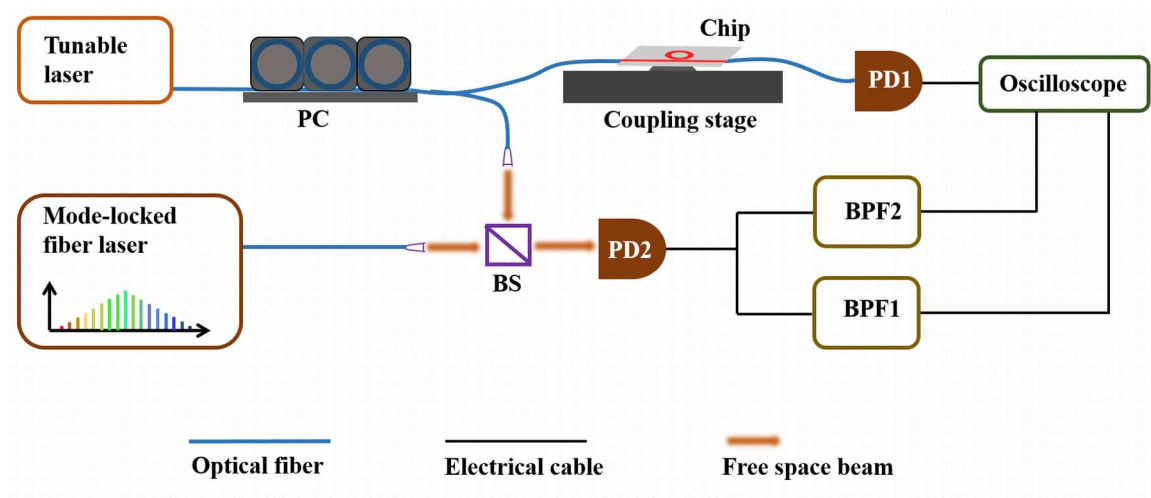 Tunable
laser
PC
Chip
Coupling stage
PD1
Oscilloscope
Mode-locked
fiber laser
BS
PD2
BPF2
BPF1
Optical fiber
Electrical cable
Free space beam